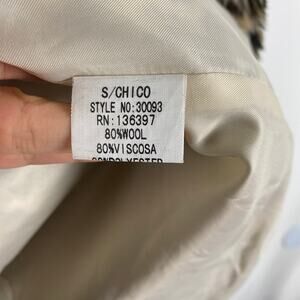 S/CHICO
STYLE NO:30093
RN:136397
80%WOOL
80%VISCOSA